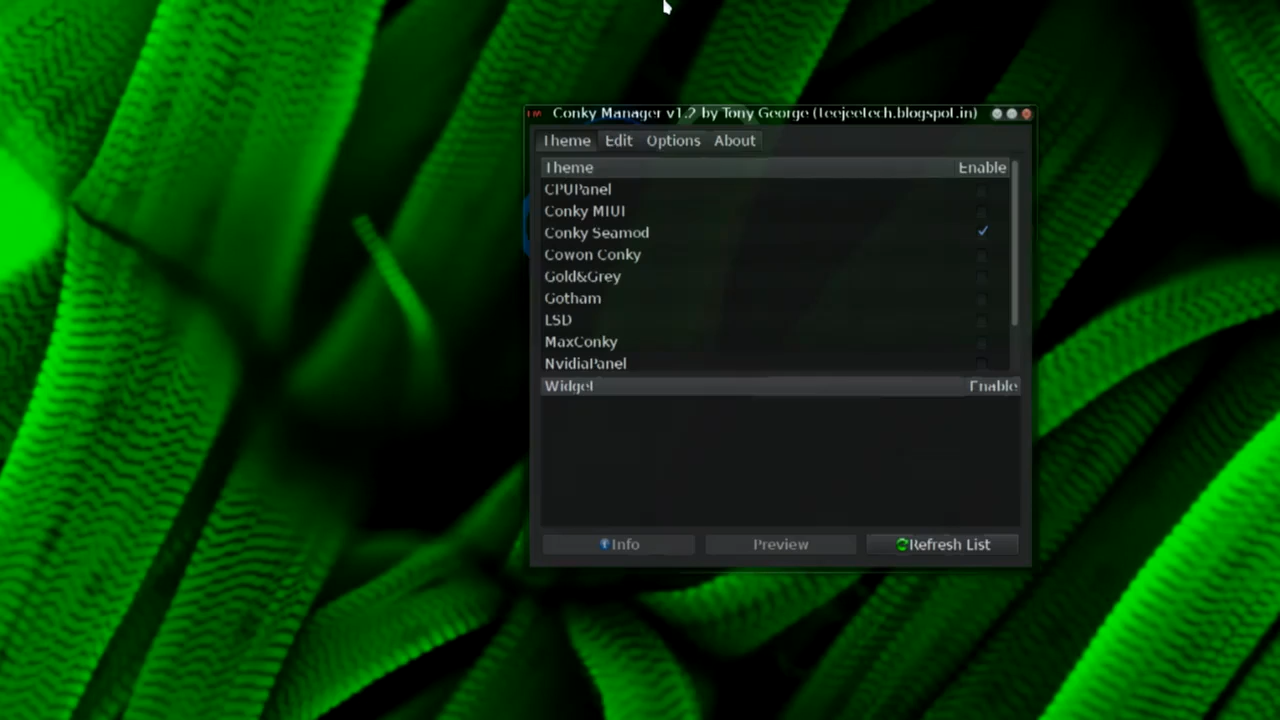 Conky Manager v1.2 by Tony George (teejeetech.blogspot.in)
Theme Edit Options About
Theme Enable
CPUPanel
Conky MIUI
Conky Seamod
Cowon Conky
Gold&Grey
Gotham
LSD
MaxConky
NvidiaPanel
Widget Enable
Info Preview Refresh List